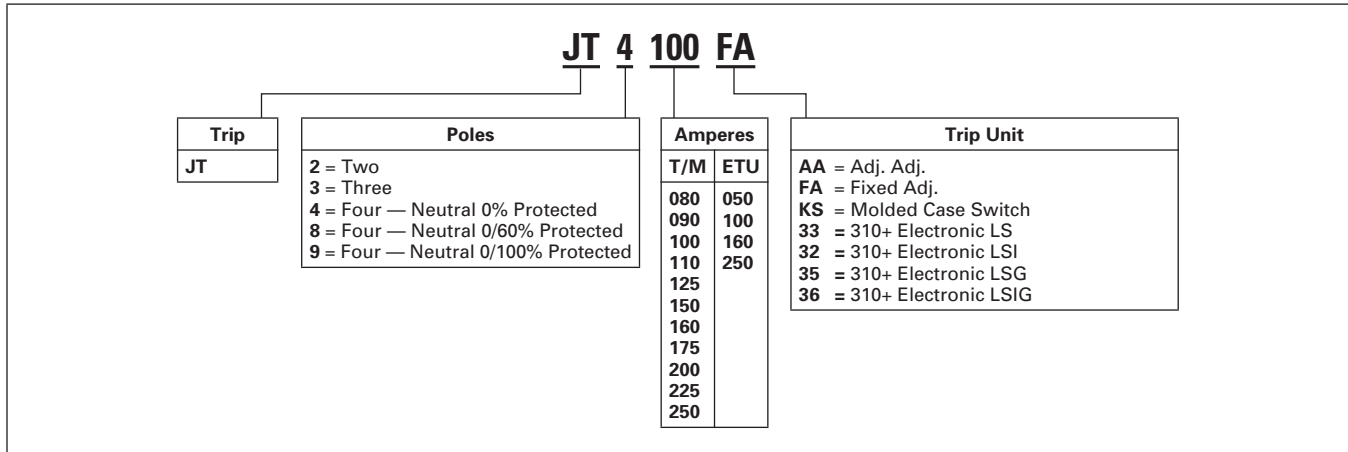 JT 4 100 FA
Trip
JT
Poles
2 = Two
3 = Three
4 = Four — Neutral 0% Protected
8 = Four — Neutral 0/60% Protected
9 = Four — Neutral 0/100% Protected
Amperes
T/M ETU
080 050
090 100
100 160
110 250
125
150
160
175
200
225
250
Trip Unit
AA = Adj. Adj.
FA = Fixed Adj.
KS = Molded Case Switch
33 = 310+ Electronic LS
32 = 310+ Electronic LSI
35 = 310+ Electronic LSG
36 = 310+ Electronic LSIG